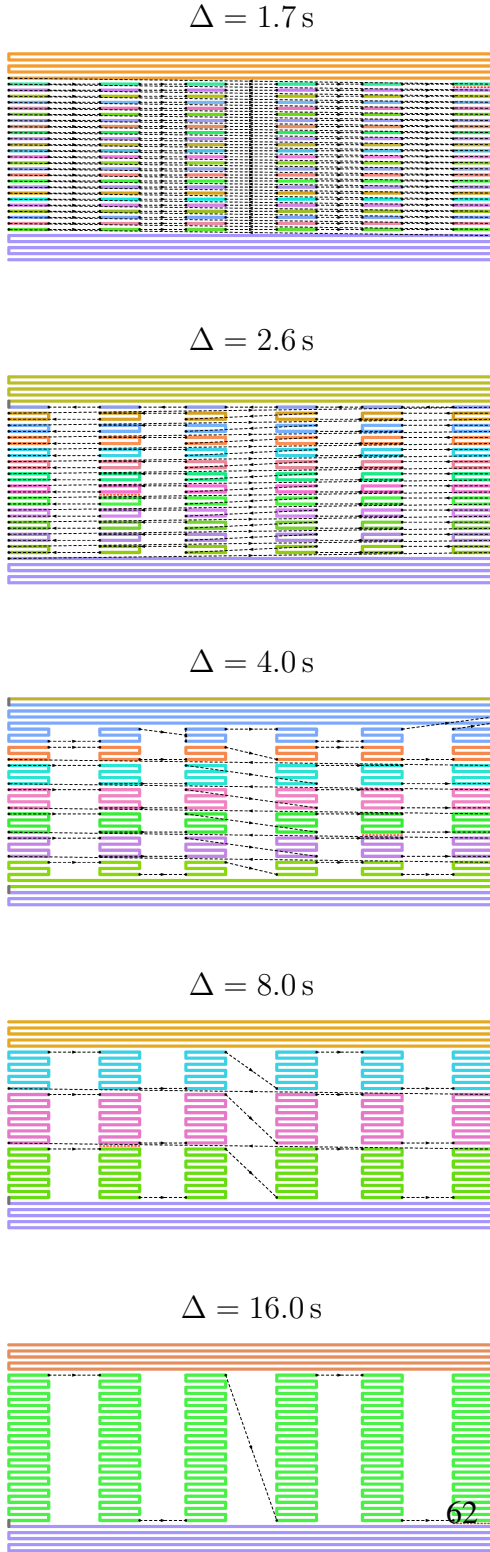 Δ = 1.7 s
Δ = 2.6 s
Δ = 4.0 s
Δ = 8.0 s
Δ = 16.0 s
62